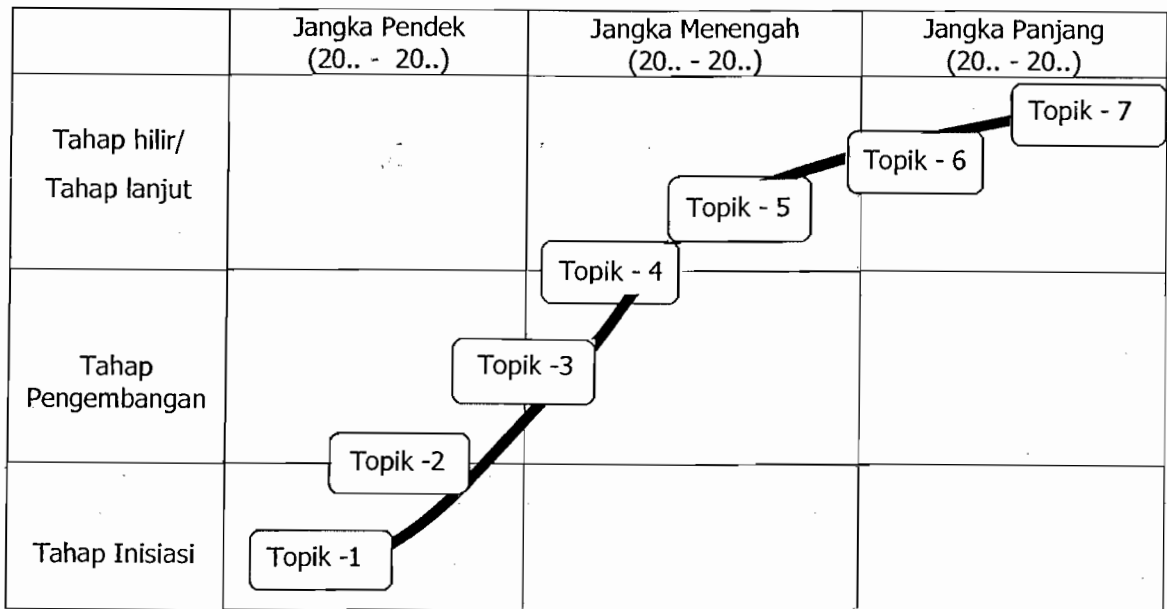 Jangka Pendek
(20.. - 20..)
Jangka Menengah
(20.. - 20..)
Jangka Panjang
(20.. - 20..)
Tahap hilir/
Tahap lanjut
Topik - 7
Topik - 6
Topik - 5
Topik - 4
Tahap
Pengembangan
Topik -3
Topik -2
Tahap Inisiasi
Topik -1